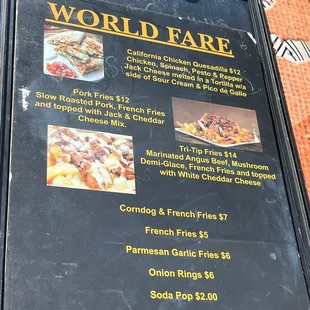 WORLD FARE
California Chicken Quesadilla $12
Chicken, Spinach, Pesto & Pepper
Jack Cheese melted in a Tortilla w/a
side of Sour Cream & Pico de Gallo
Pork Fries $12
Slow Roasted Pork, French Fries
and topped with Jack & Cheddar
Cheese Mix.
Tri-Tip Fries $14
Marinated Angus Beef, Mushroom
Demi-Glace, French Fries and topped
with White Cheddar Cheese
Corndog & French Fries $7
French Fries $5
Parmesan Garlic Fries $6
Onion Rings $6
Soda Pop $2.00